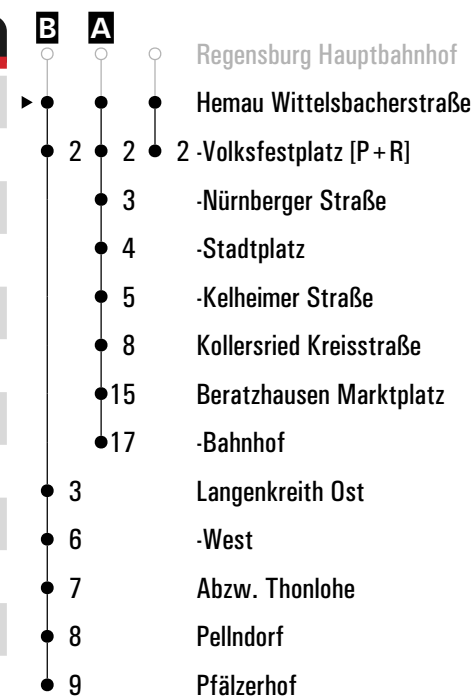 B A
Regensburg Hauptbahnhof
Hemau Wittelsbacherstraße
2 2 2 -Volksfestplatz [P+R]
3 -Nürnberger Straße
4 -Stadtplatz
5 -Kelheimer Straße
8 Kollersried Kreisstraße
15 Beratzhausen Marktplatz
17 -Bahnhof
3 Langenkreith Ost
6 -West
7 Abzw. Thonlohe
8 Pellndorf
9 Pfälzerhof